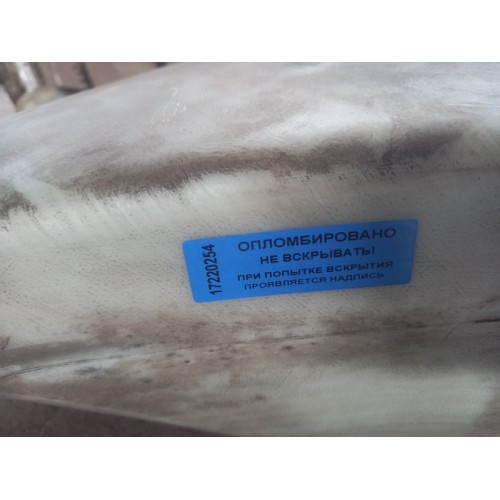 17220254
ОПЛОМБИРОВАНО
НЕ ВСКРЫВАТЬ!
ПРИ ПОПЫТКЕ ВСКРЫТИЯ
ПРОЯВЛЯЕТСЯ НАДПИСЬ